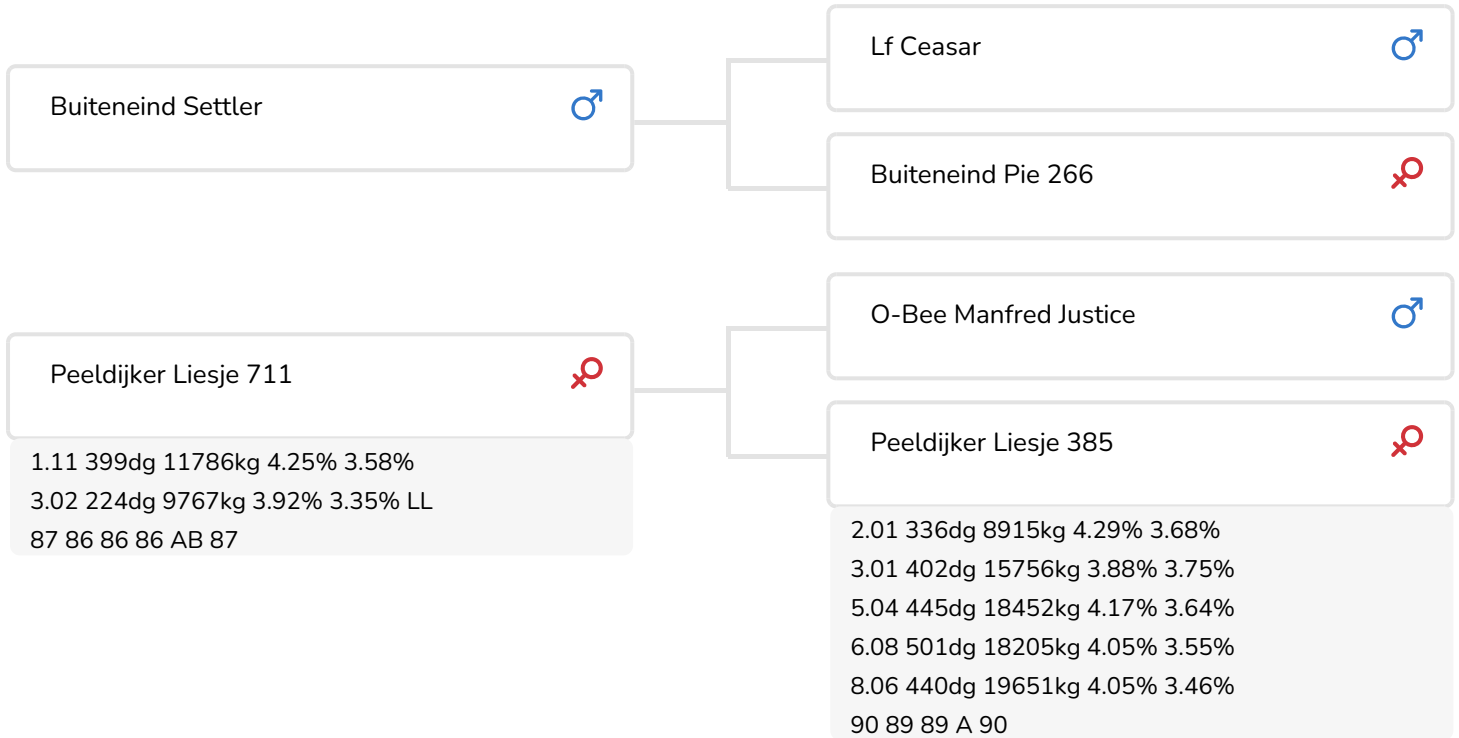 Buiteneind Settler
Lf Ceasar
Buiteneind Pie 266
Peeldijker Liesje 711
1.11 399dg 11786kg 4.25% 3.58%
3.02 224dg 9767kg 3.92% 3.35% LL
87 86 86 86 AB 87
O-Bee Manfred Justice
Peeldijker Liesje 385
2.01 336dg 8915kg 4.29% 3.68%
3.01 402dg 15756kg 3.88% 3.75%
5.04 445dg 18452kg 4.17% 3.64%
6.08 501dg 18205kg 4.05% 3.55%
8.06 440dg 19651kg 4.05% 3.46%
90 89 89 A 90